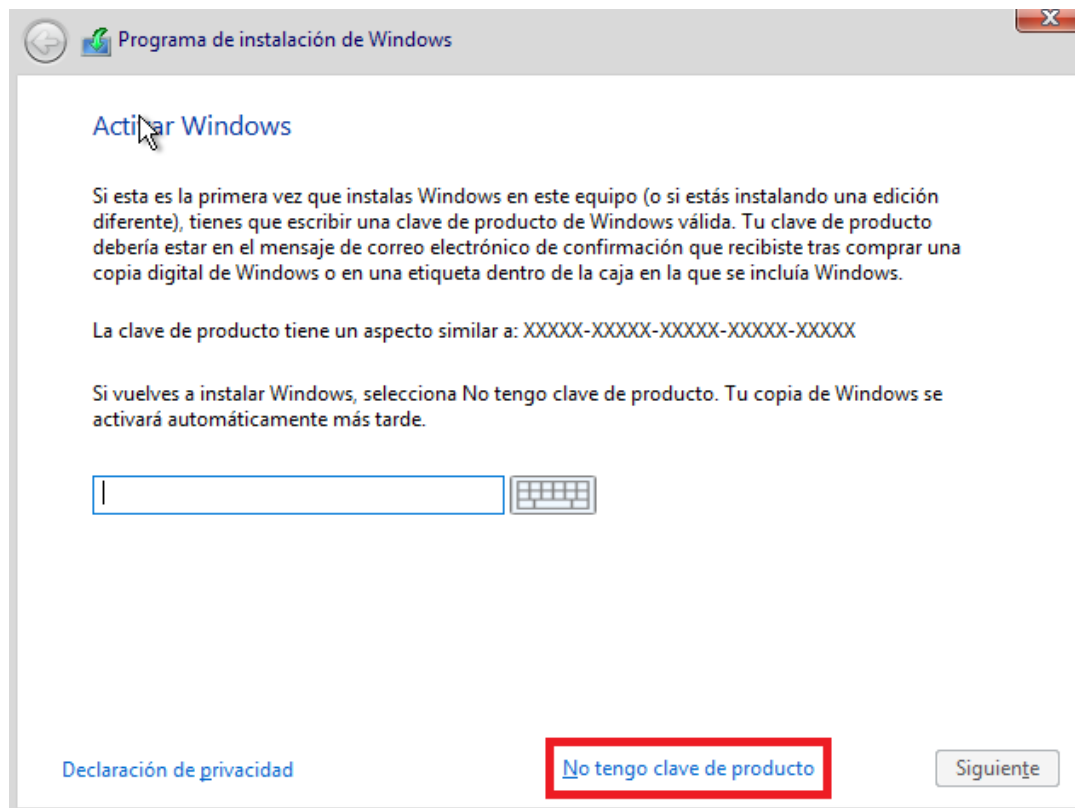 Programa de instalación de Windows
Activar Windows
Si esta es la primera vez que instalas Windows en este equipo (o si estás instalando una edición
diferente), tienes que escribir una clave de producto de Windows válida. Tu clave de producto
debería estar en el mensaje de correo electrónico de confirmación que recibiste tras comprar una
copia digital de Windows o en una etiqueta dentro de la caja en la que se incluía Windows.
La clave de producto tiene un aspecto similar a: XXXXX-XXXXX-XXXXX-XXXXX-XXXXX
Si vuelves a instalar Windows, selecciona No tengo clave de producto. Tu copia de Windows se
activará automáticamente más tarde.
Declaración de privacidad
No tengo clave de producto
Siguiente